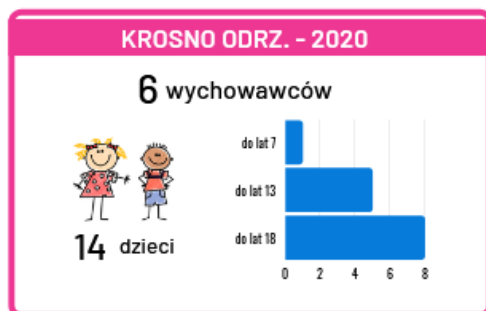 KROSNO ODRZ. - 2020
6 wychowawców
14 dzieci
do lat 7
do lat 13
do lat 18
0 2 4 6 8